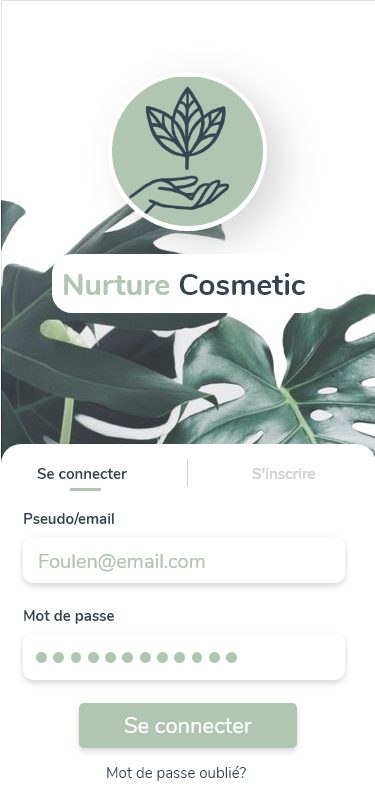 Nurture Cosmetic
Se connecter
S'inscrire
Pseudo/email
Foulen@email.com
Mot de passe
Se connecter
Mot de passe oublié?